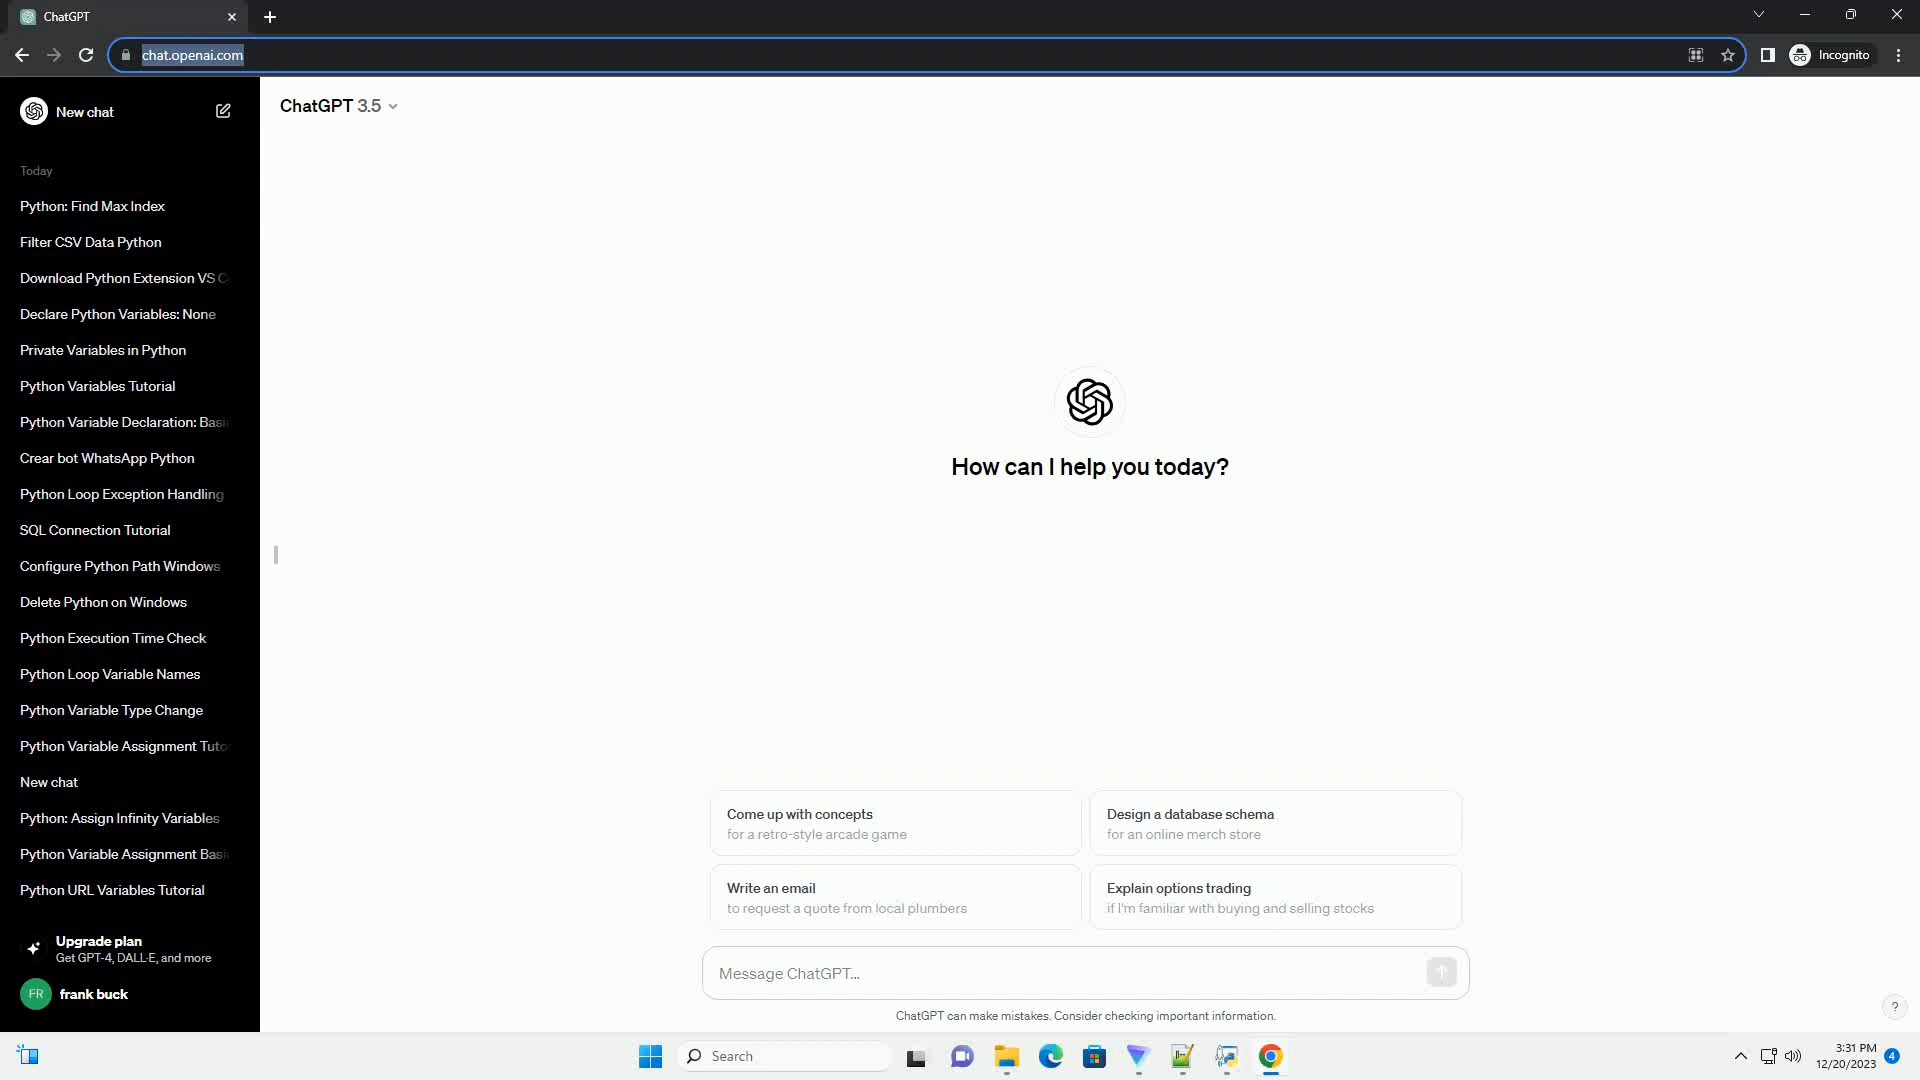 ChatGPT
chat.openai.com
Incognito
New chat
ChatGPT 3.5
Today
Python: Find Max Index
Filter CSV Data Python
Download Python Extension VS C
Declare Python Variables: None
Private Variables in Python
Python Variables Tutorial
Python Variable Declaration: Basi
Crear bot WhatsApp Python
Python Loop Exception Handling
SQL Connection Tutorial
Configure Python Path Windows
Delete Python on Windows
Python Execution Time Check
Python Loop Variable Names
Python Variable Type Change
Python Variable Assignment Tuto
New chat
Python: Assign Infinity Variables
Python Variable Assignment Basi
Python URL Variables Tutorial
Upgrade plan
Get GPT-4, DALL·E, and more
FR frank buck
How can I help you today?
Come up with concepts
for a retro-style arcade game
Design a database schema
for an online merch store
Write an email
to request a quote from local plumbers
Explain options trading
if I'm familiar with buying and selling stocks
Message ChatGPT...
ChatGPT can make mistakes. Consider checking important information.
?
Search
3:31 PM
12/20/2023
4